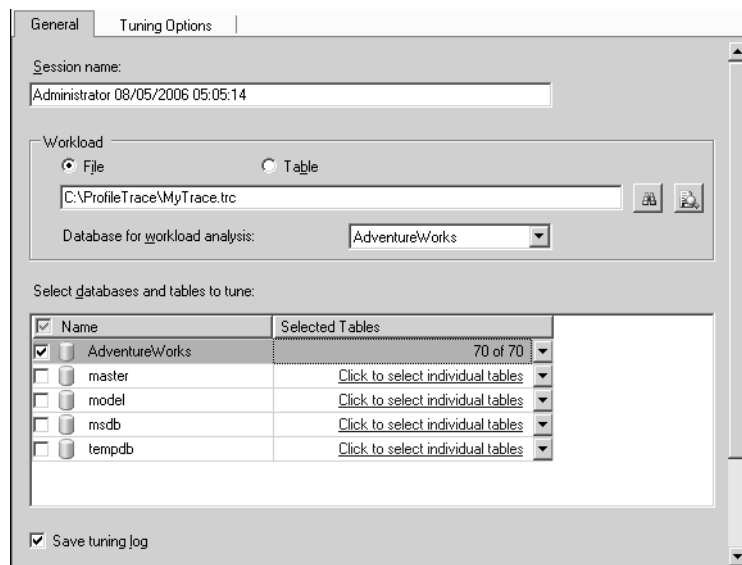 General Tuning Options
Session name:
Administrator 08/05/2006 05:05:14
Workload
File Table
C:\ProfileTrace\MyTrace.trc
Database for workload analysis: AdventureWorks
Select databases and tables to tune:
Name Selected Tables
AdventureWorks 70 of 70
master Click to select individual tables
model Click to select individual tables
msdb Click to select individual tables
tempdb Click to select individual tables
Save tuning log